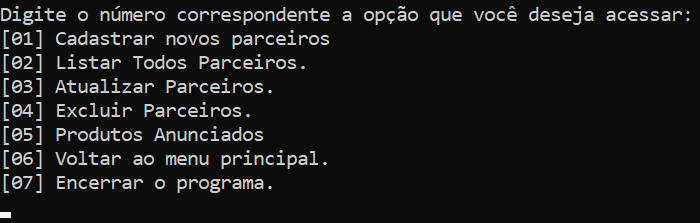 Digite o número correspondente a opção que você deseja acessar:
[01] Cadastrar novos parceiros
[02] Listar Todos Parceiros.
[03] Atualizar Parceiros.
[04] Excluir Parceiros.
[05] Produtos Anunciados
[06] Voltar ao menu principal.
[07] Encerrar o programa.